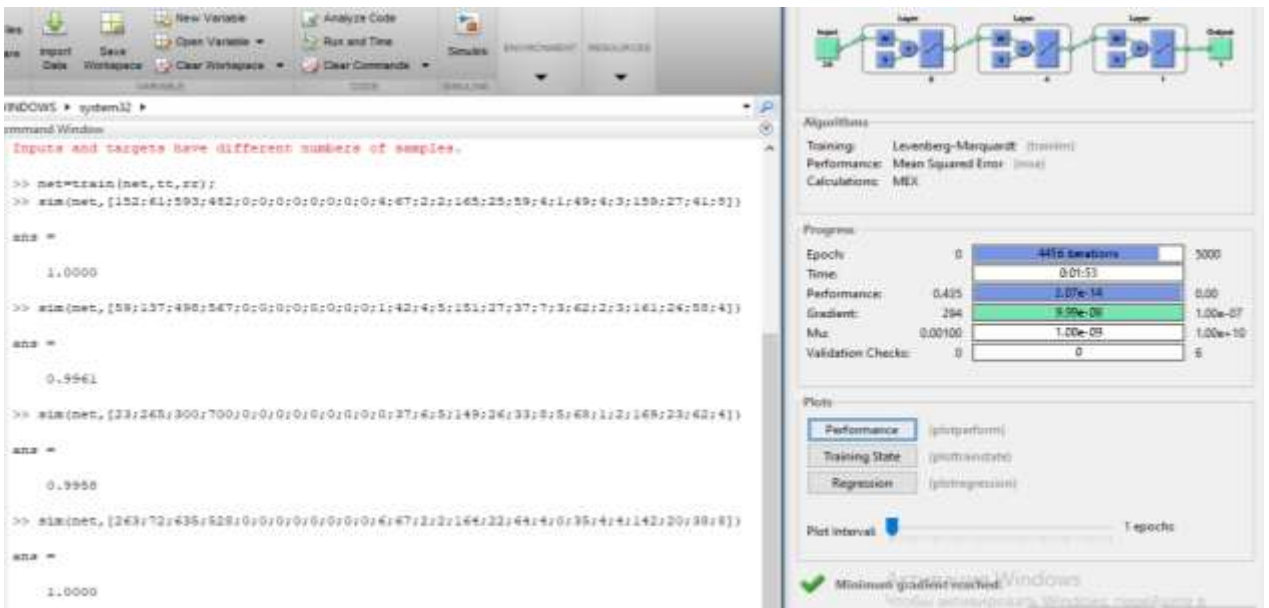 New Variable
Analyze Code
Open Variable
Run and Time
Import Data
Save Workspace
Clear Workspace
Clear Commands
Simulink
ENVIRONMENT
RESOURCES
VARIABLE
CODE
SIMULINK
WINDOWS ▸ system32 ▸
ommand Window
Inputs and targets have different numbers of samples.
>> net=train(net,tt,rr);
>> sim(net,[152;61;593;482;0;0;0;0;0;0;0;0;6;67;2;2;165;25;59;4;1;49;4;3;159;27;41;5])
ans =
1.0000
>> sim(net,[59;137;498;567;0;0;0;0;0;0;0;0;1;42;4;5;151;27;37;7;3;62;2;3;161;26;58;4])
ans =
0.9961
>> sim(net,[23;265;300;700;0;0;0;0;0;0;0;0;0;37;6;5;149;26;33;8;5;68;1;2;169;23;62;4])
ans =
0.9958
>> sim(net,[263;72;635;528;0;0;0;0;0;0;0;0;6;67;2;2;164;22;64;4;0;35;4;4;142;20;38;8])
ans =
1.0000
Input
Layer
Layer
Layer
Output
Algorithms
Training: Levenberg-Marquardt (trainlm)
Performance: Mean Squared Error (mse)
Calculations: MEX
Progress
Epoch: 0 4456 iterations 5000
Time: 0:01:53
Performance: 0.435 2.07e-14 0.00
Gradient: 294 9.99e-08 1.00e-07
Mu: 0.00100 1.00e-09 1.00e+10
Validation Checks: 0 0 6
Plots
Performance (plotperform)
Training State (plottrainstate)
Regression (plotregression)
Plot Interval: 1 epochs
Minimum gradient reached.
Активация Windows